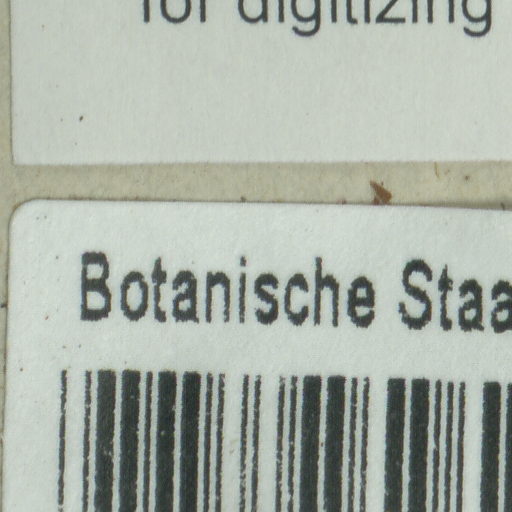 for digitizing
Botanische Staa